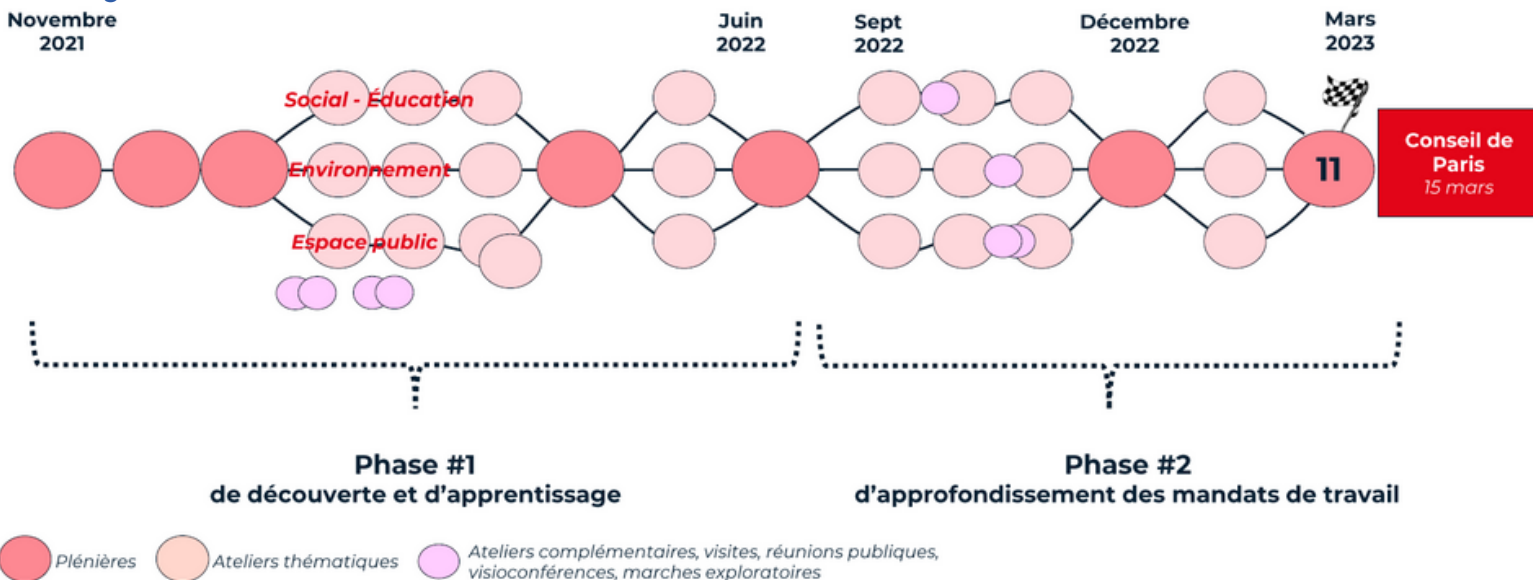 Novembre
2021
Juin
2022
Sept
2022
Décembre
2022
Mars
2023
Social - Éducation
Environnement
Espace public
11
Conseil de
Paris
15 mars
Phase #1
de découverte et d'apprentissage
Phase #2
d'approfondissement des mandats de travail
Plénières
Ateliers thématiques
Ateliers complémentaires, visites, réunions publiques,
visioconférences, marches exploratoires